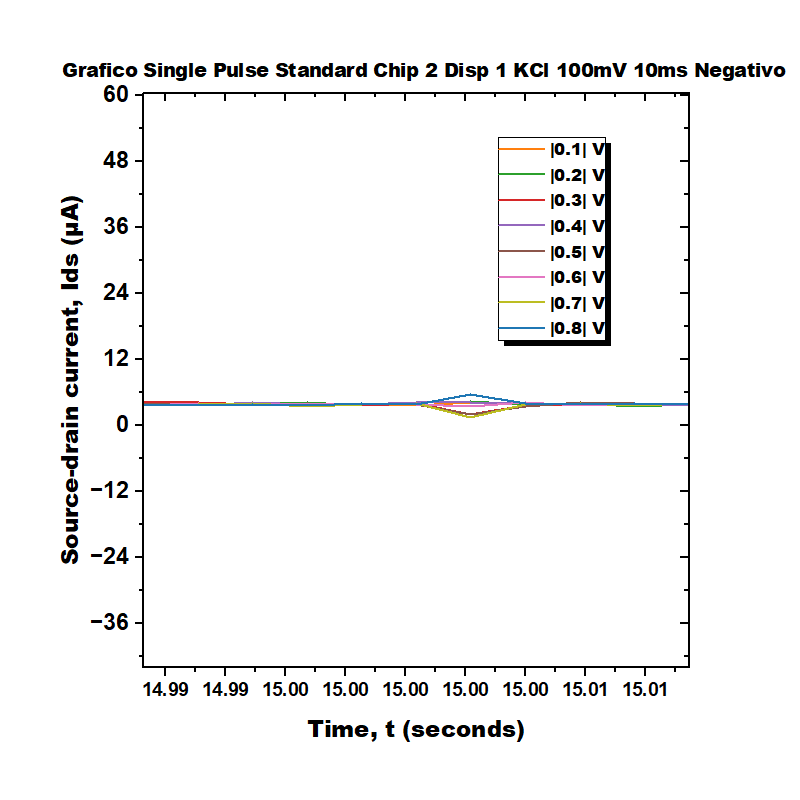 Grafico Single Pulse Standard Chip 2 Disp 1 KCl 100mV 10ms Negativo
60
48
36
24
12
0
−12
−24
−36
Source-drain current, Ids (µA)
|0.1| V
|0.2| V
|0.3| V
|0.4| V
|0.5| V
|0.6| V
|0.7| V
|0.8| V
14.99 14.99 15.00 15.00 15.00 15.00 15.00 15.01 15.01
Time, t (seconds)